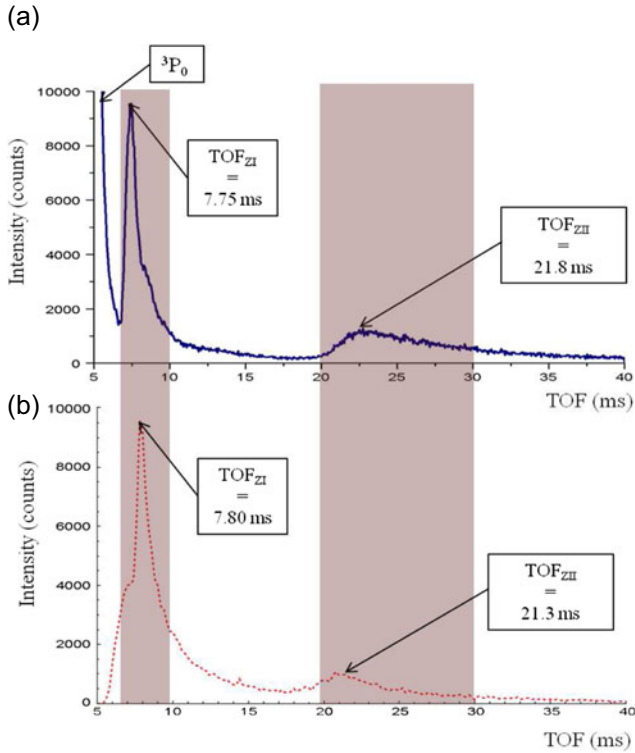 (a)
³P₀
10000
8000
6000
4000
2000
0
Intensity (counts)
TOF_ZI
=
7.75 ms
TOF_ZII
=
21.8 ms
5 10 15 20 25 30 35 40
TOF (ms)
(b)
10000
8000
6000
4000
2000
0
Intensity (counts)
TOF_ZI
=
7.80 ms
TOF_ZII
=
21.3 ms
5 10 15 20 25 30 35 40
TOF (ms)